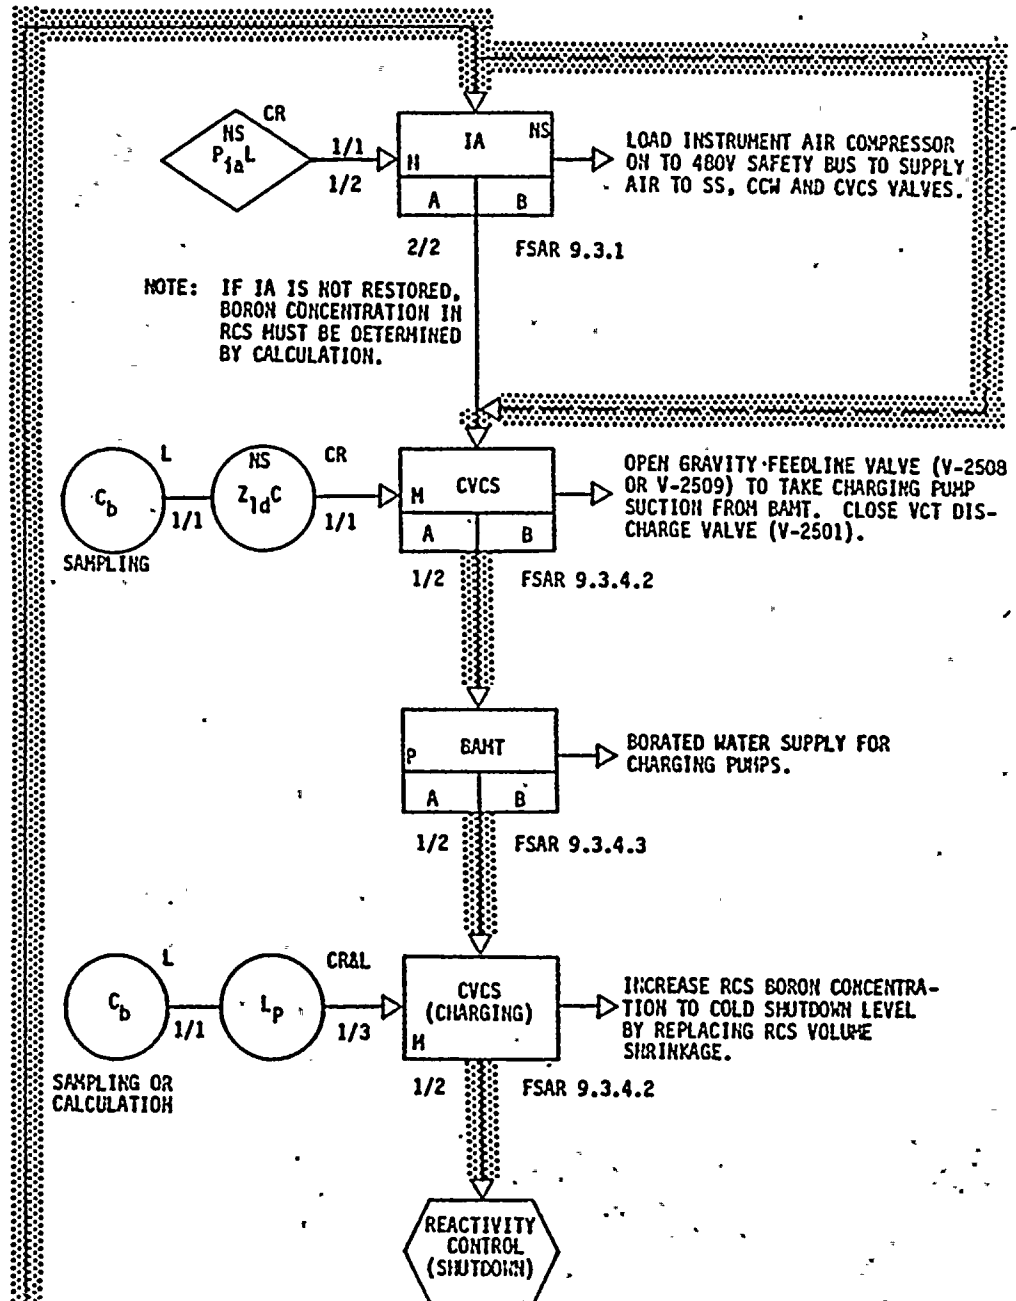 CR
NS
P_ia L
1/1
1/2
IA
NS
M
A B
2/2
FSAR 9.3.1
LOAD INSTRUMENT AIR COMPRESSOR
ON TO 480V SAFETY BUS TO SUPPLY
AIR TO SS, CCW AND CVCS VALVES.
NOTE: IF IA IS NOT RESTORED,
BORON CONCENTRATION IN
RCS MUST BE DETERMINED
BY CALCULATION.
L
C_b
1/1
SAMPLING
NS
Z_ld C
CR
1/1
CVCS
M
A B
1/2
FSAR 9.3.4.2
OPEN GRAVITY FEEDLINE VALVE (V-2508
OR V-2509) TO TAKE CHARGING PUMP
SUCTION FROM BAMT. CLOSE VCT DIS-
CHARGE VALVE (V-2501).
BAMT
P
A B
1/2
FSAR 9.3.4.3
BORATED WATER SUPPLY FOR
CHARGING PUMPS.
L
C_b
1/1
SAMPLING OR
CALCULATION
L_p
CR&L
1/3
CVCS
(CHARGING)
M
1/2
FSAR 9.3.4.2
INCREASE RCS BORON CONCENTRA-
TION TO COLD SHUTDOWN LEVEL
BY REPLACING RCS VOLUME
SHRINKAGE.
REACTIVITY
CONTROL
(SHUTDOWN)